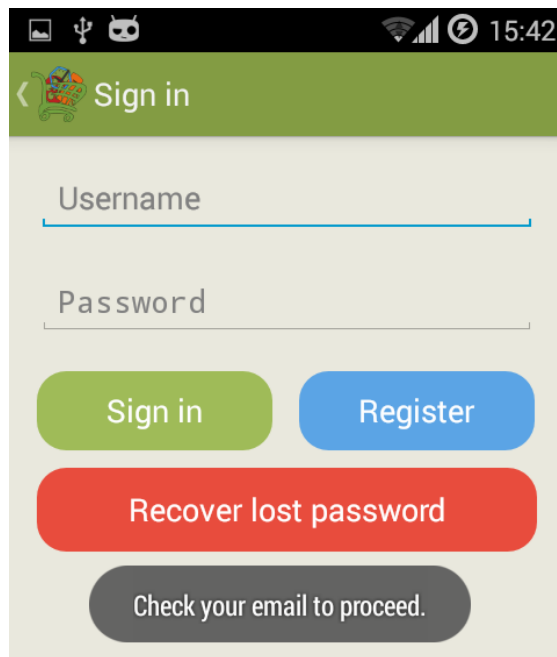 15:42
Sign in
Username
Password
Sign in
Register
Recover lost password
Check your email to proceed.